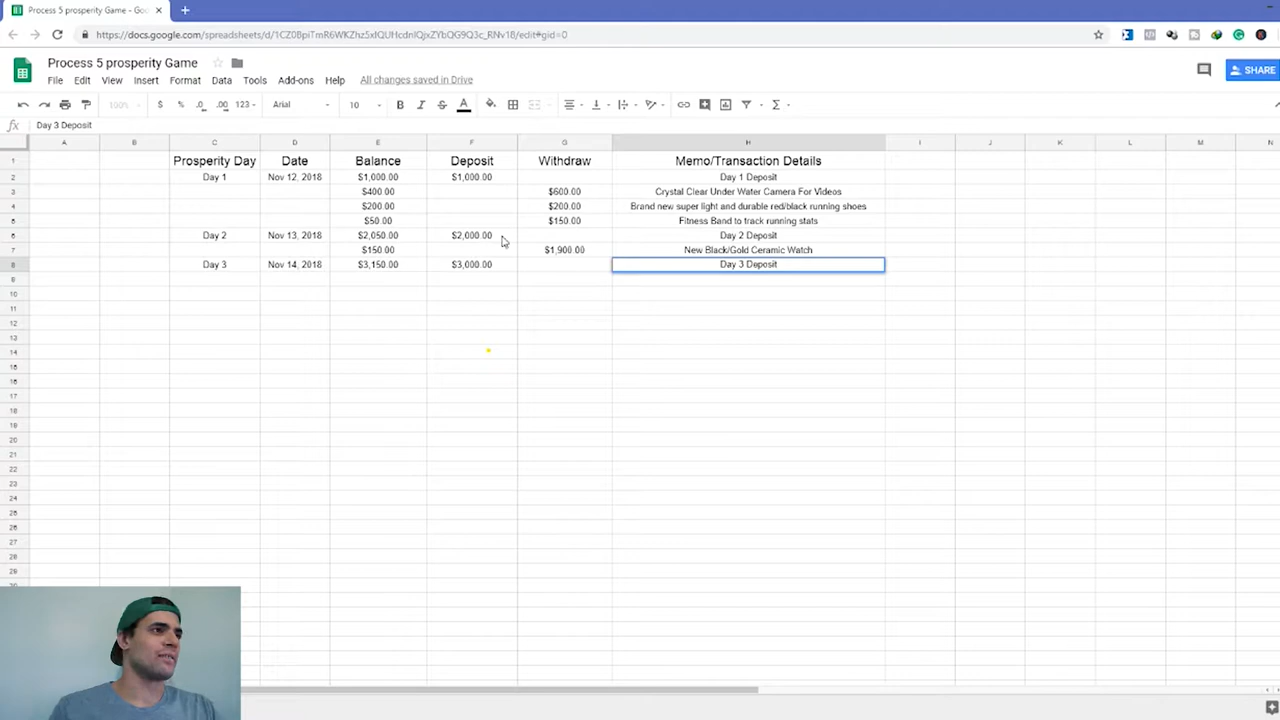 Process 5 prosperity Game - Goo
https://docs.google.com/spreadsheets/d/
Process 5 prosperity Game
File Edit View Insert Format Data Tools Add-ons Help All changes saved in Drive
SHARE
100% $ % .0 .00 123 Arial 10 B I S A
fx Day 3 Deposit
A B C D E F G H I J K L M N
1 Prosperity Day Date Balance Deposit Withdraw Memo/Transaction Details
2 Day 1 Nov 12, 2018 $1,000.00 $1,000.00 Day 1 Deposit
3 $400.00 $600.00 Crystal Clear Under Water Camera For Videos
4 $200.00 $200.00 Brand new super light and durable red/black running shoes
5 $50.00 $150.00 Fitness Band to track running stats
6 Day 2 Nov 13, 2018 $2,050.00 $2,000.00 Day 2 Deposit
7 $150.00 $1,900.00 New Black/Gold Ceramic Watch
8 Day 3 Nov 14, 2018 $3,150.00 $3,000.00 Day 3 Deposit
9
10
11
12
13
14
15
16
17
18
19
20
21
22
23
24
25
26
27
28
29